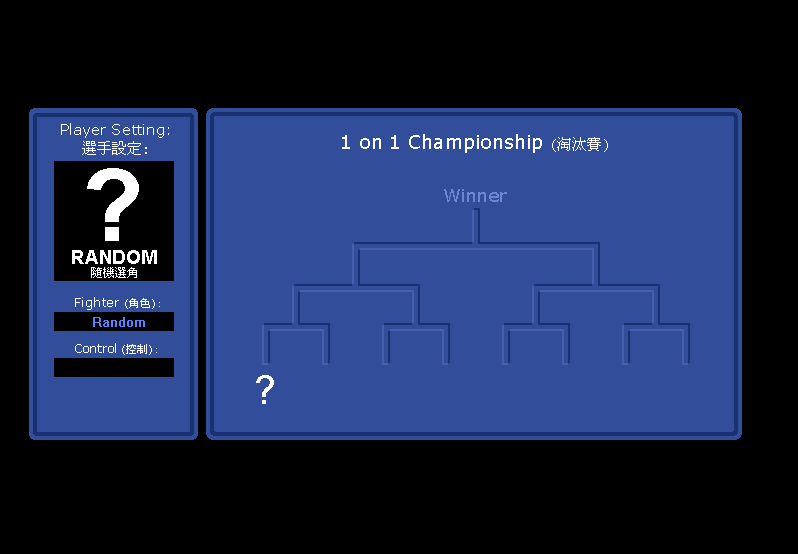 Player Setting:
選手設定:
?
RANDOM
隨機選角
Fighter (角色):
Random
Control (控制):
1 on 1 Championship (淘汰賽)
Winner
?